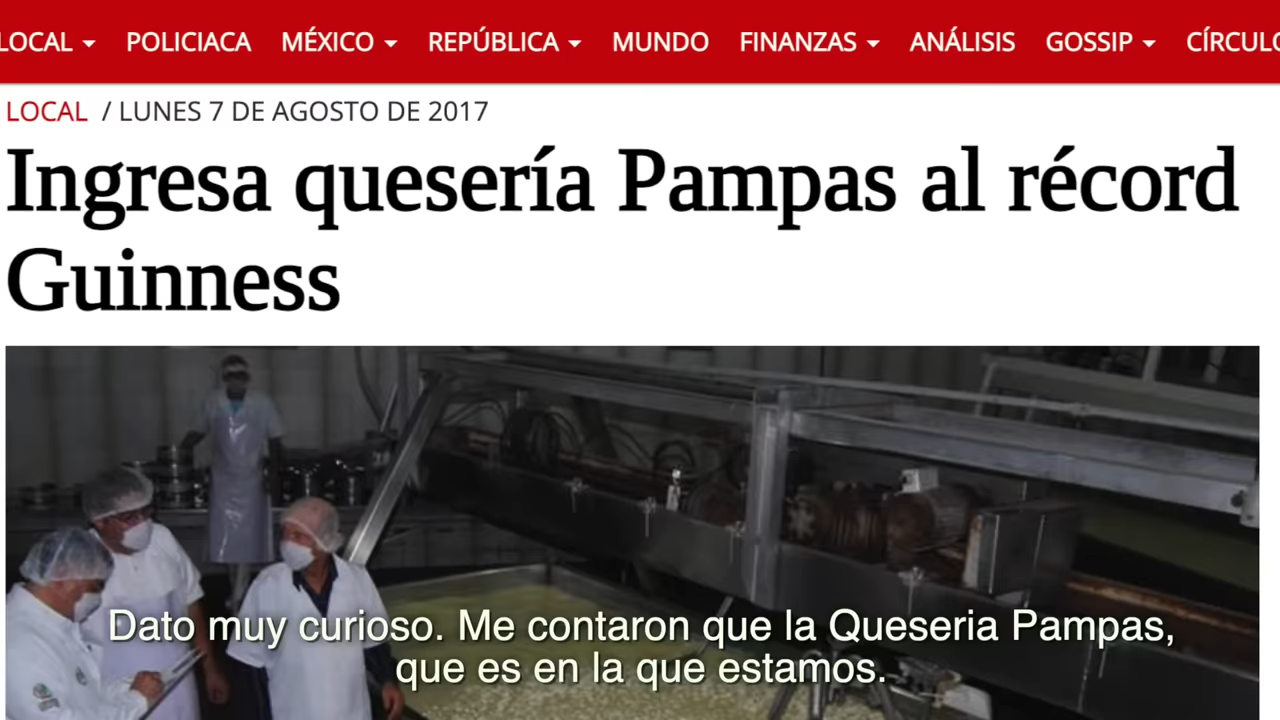 LOCAL POLICIACA MÉXICO REPÚBLICA MUNDO FINANZAS ANÁLISIS GOSSIP CÍRCULO
LOCAL / LUNES 7 DE AGOSTO DE 2017
Ingresa quesería Pampas al récord
Guinness
Dato muy curioso. Me contaron que la Queseria Pampas,
que es en la que estamos.